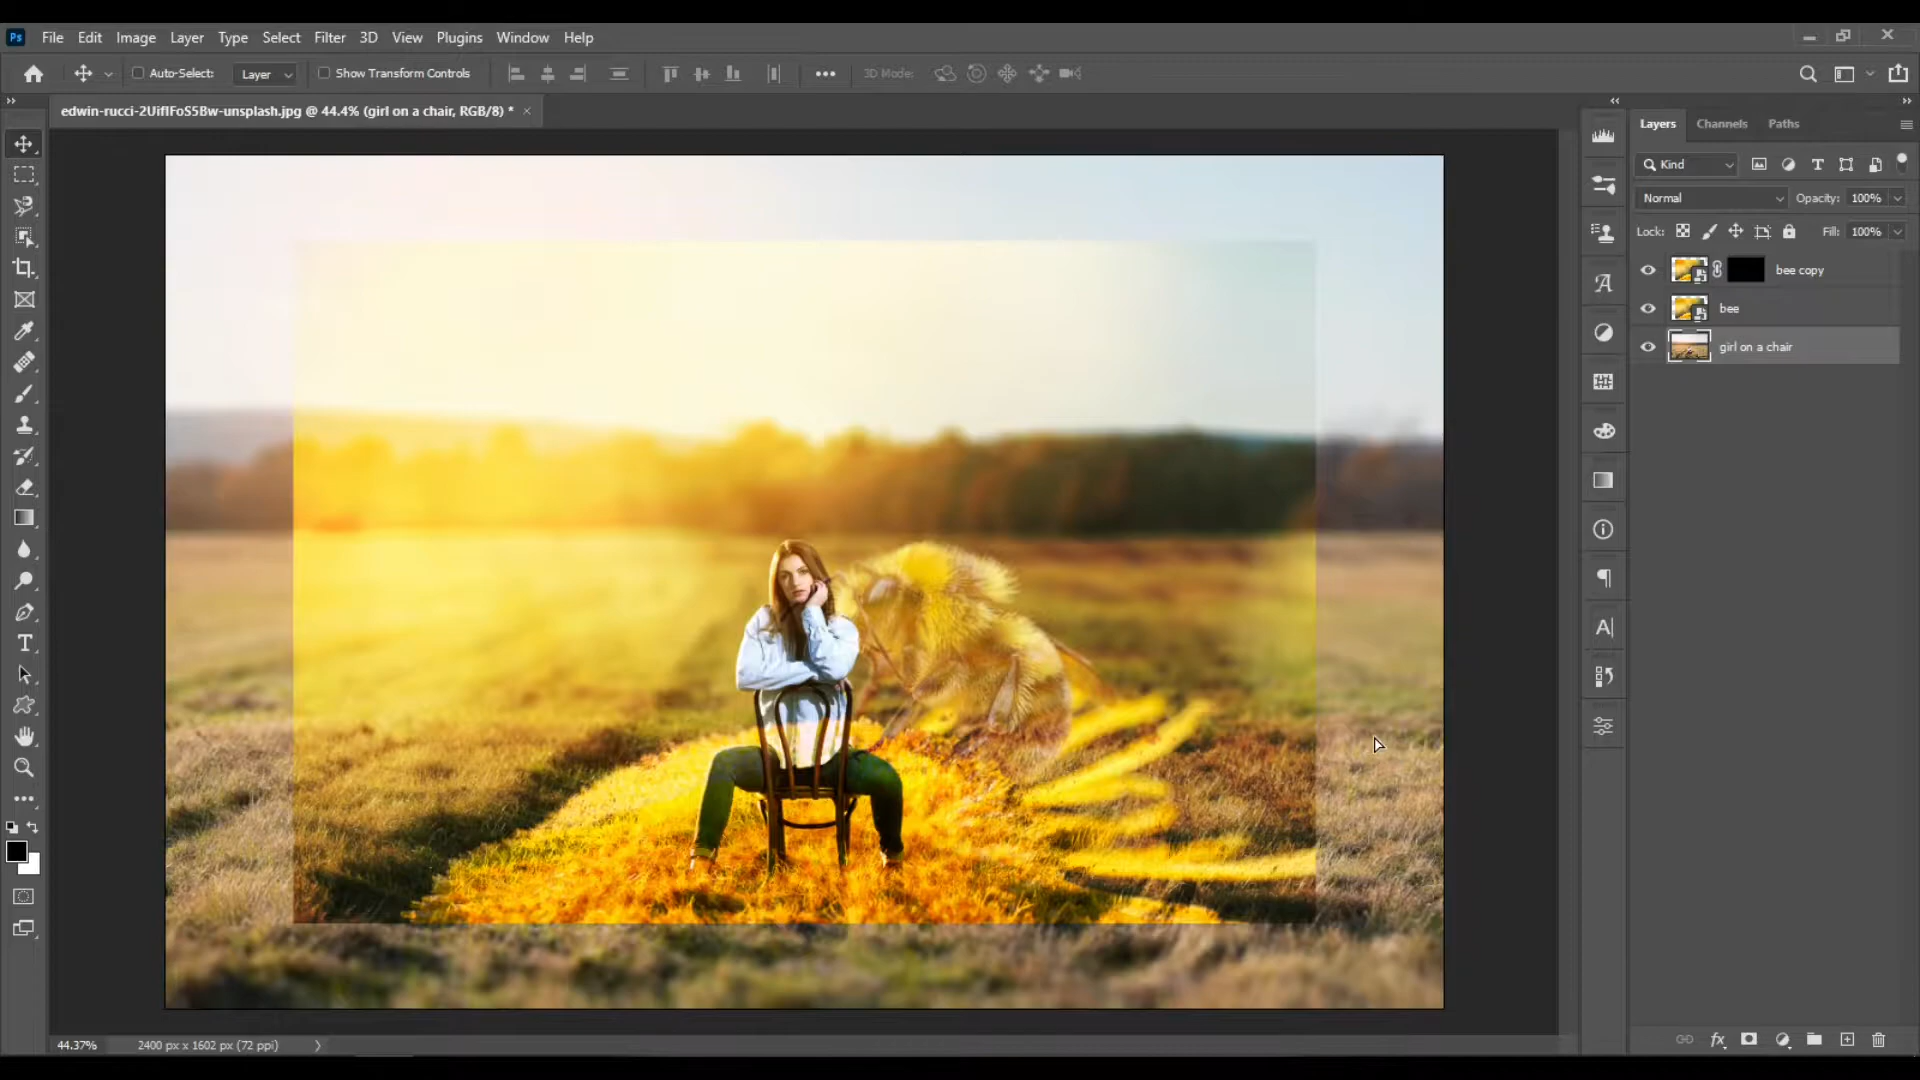 Ps File Edit Image Layer Type Select Filter 3D View Plugins Window Help
Auto-Select: Layer Show Transform Controls 3D Mode:
edwin-rucci-2UifIFoS5Bw-unsplash.jpg @ 44.4% (girl on a chair, RGB/8) *
Layers Channels Paths
Kind
Normal Opacity: 100%
Lock: Fill: 100%
bee copy
bee
girl on a chair
44.37% 2400 px x 1602 px (72 ppi)